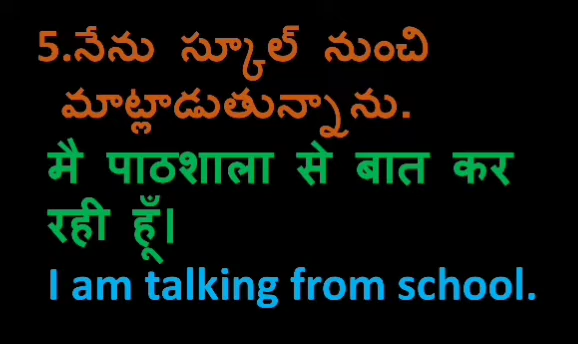 5.నేను స్కూల్ నుంచి
మాట్లాడుతున్నాను.
मै पाठशाला से बात कर
रही हूँ।
I am talking from school.